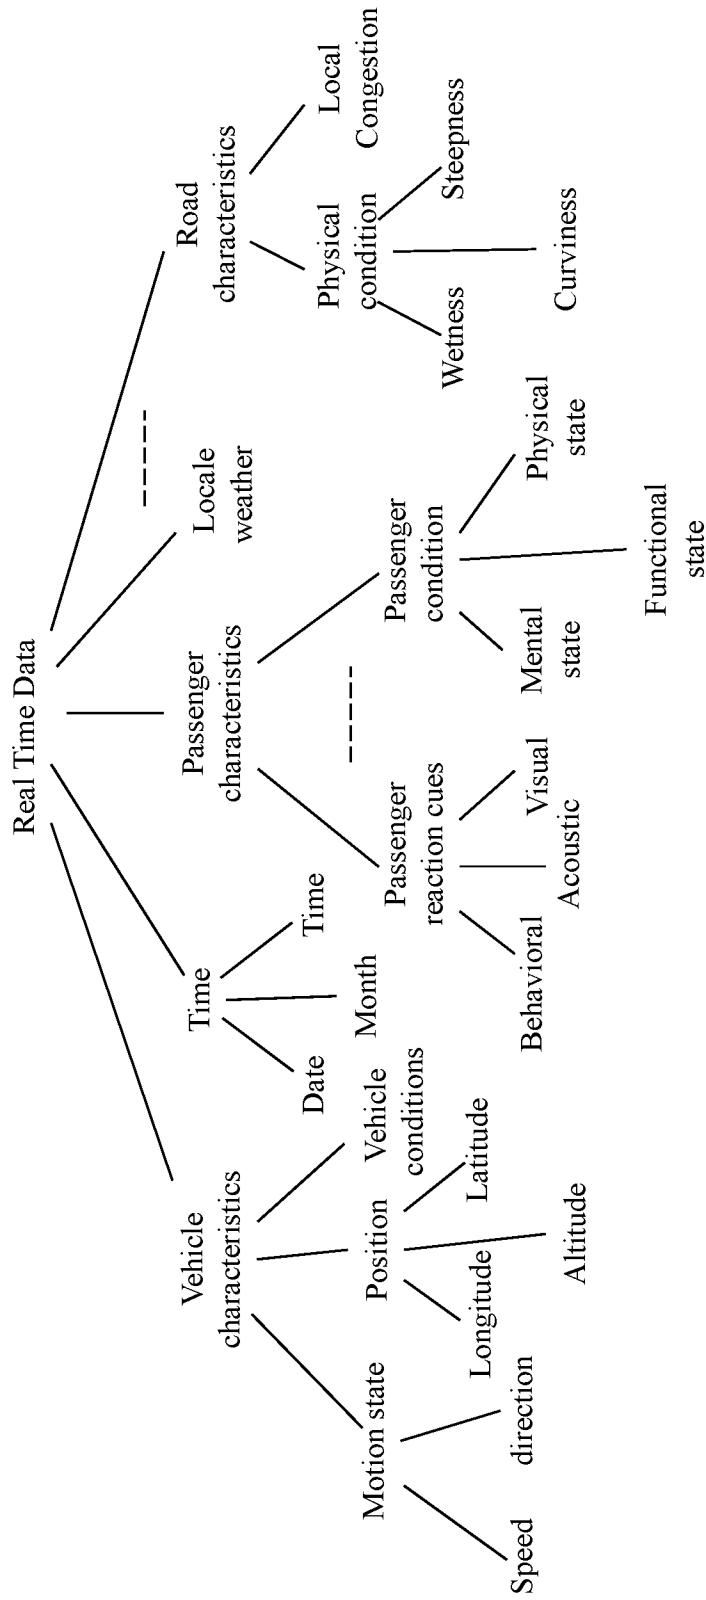 Real Time Data
Vehicle
characteristics
Time
Passenger
characteristics
Locale
weather
Road
characteristics
Motion state
Position
Vehicle
conditions
Date
Month
Time
Passenger
reaction cues
Passenger
condition
Physical
condition
Local
Congestion
Speed
direction
Longitude
Altitude
Latitude
Behavioral
Acoustic
Visual
Mental
state
Functional
state
Physical
state
Wetness
Curviness
Steepness